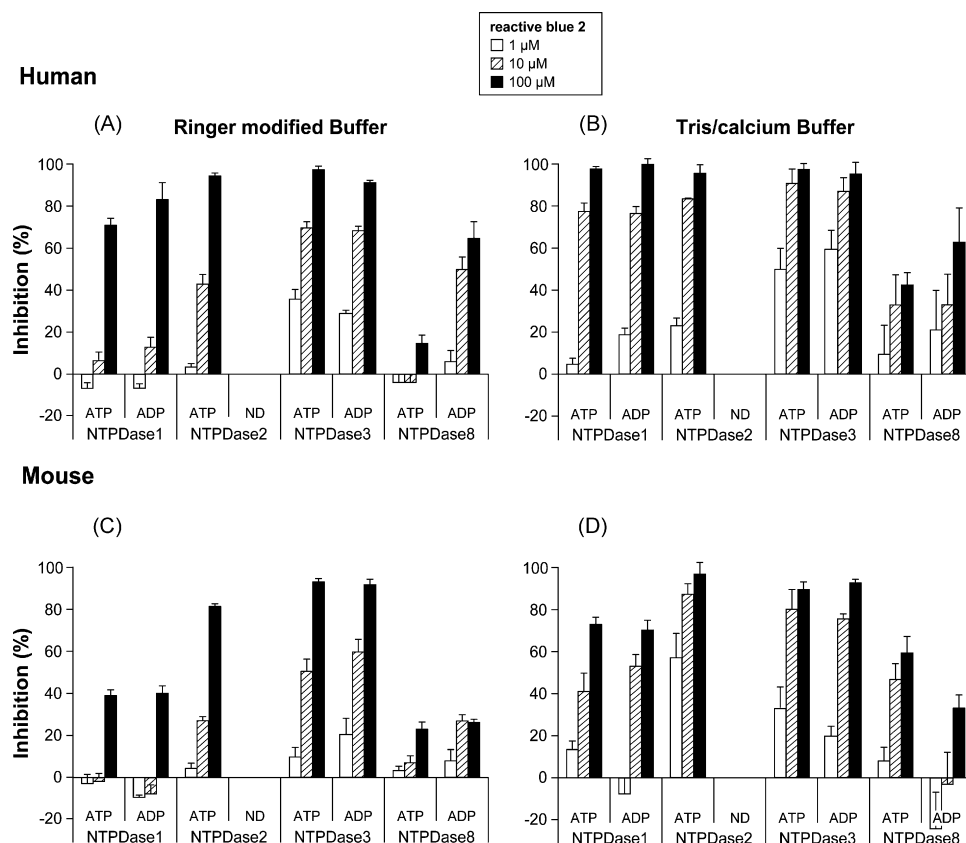 reactive blue 2
1 µM
10 µM
100 µM
Human
(A)
Ringer modified Buffer
Inhibition (%)
100
80
60
40
20
0
-20
ATP ADP ATP ND ATP ADP ATP ADP
NTPDase1 NTPDase2 NTPDase3 NTPDase8
(B)
Tris/calcium Buffer
100
80
60
40
20
0
-20
ATP ADP ATP ND ATP ADP ATP ADP
NTPDase1 NTPDase2 NTPDase3 NTPDase8
Mouse
(C)
Inhibition (%)
100
80
60
40
20
0
-20
ATP ADP ATP ND ATP ADP ATP ADP
NTPDase1 NTPDase2 NTPDase3 NTPDase8
(D)
100
80
60
40
20
0
-20
ATP ADP ATP ND ATP ADP ATP ADP
NTPDase1 NTPDase2 NTPDase3 NTPDase8